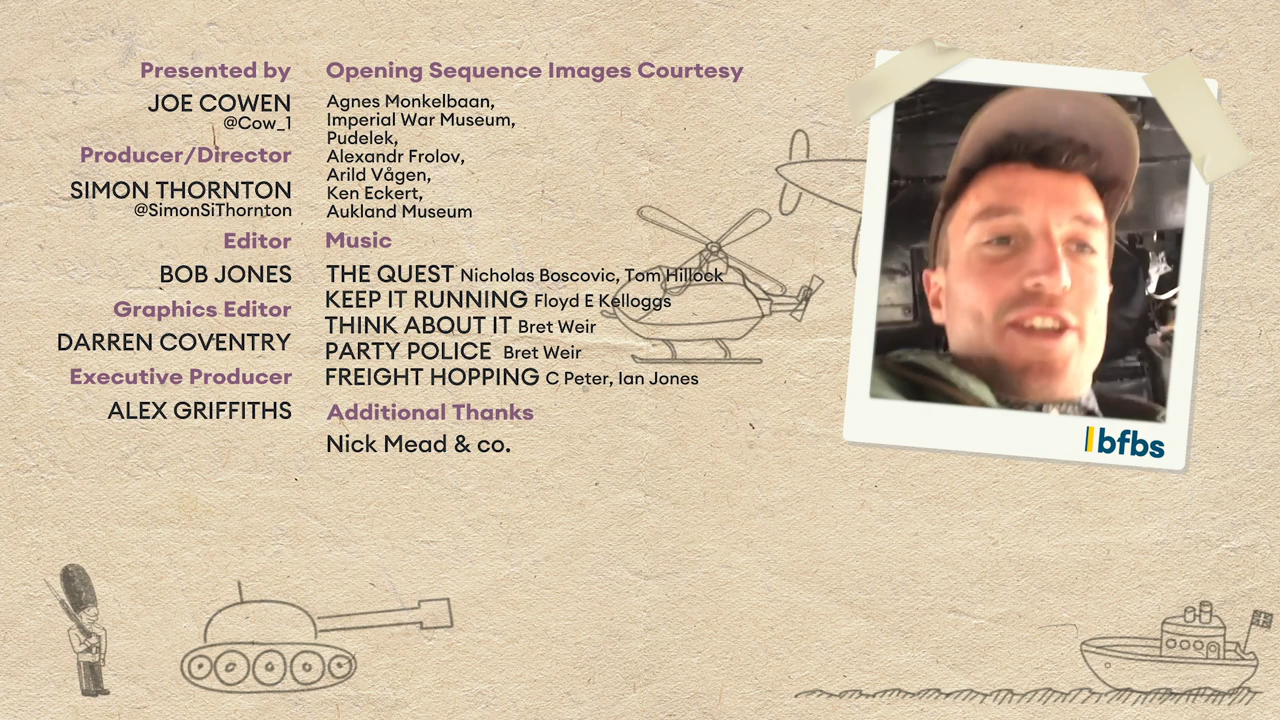 Presented by
JOE COWEN
@Cow_1
Producer/Director
SIMON THORNTON
@SimonSiThornton
Editor
BOB JONES
Graphics Editor
DARREN COVENTRY
Executive Producer
ALEX GRIFFITHS
Opening Sequence Images Courtesy
Agnes Monkelbaan,
Imperial War Museum,
Pudelek,
Alexandr Frolov,
Arild Vågen,
Ken Eckert,
Aukland Museum
Music
THE QUEST Nicholas Boscovic, Tom Hillock
KEEP IT RUNNING Floyd E Kelloggs
THINK ABOUT IT Bret Weir
PARTY POLICE Bret Weir
FREIGHT HOPPING C Peter, Ian Jones
Additional Thanks
Nick Mead & co.
bfbs